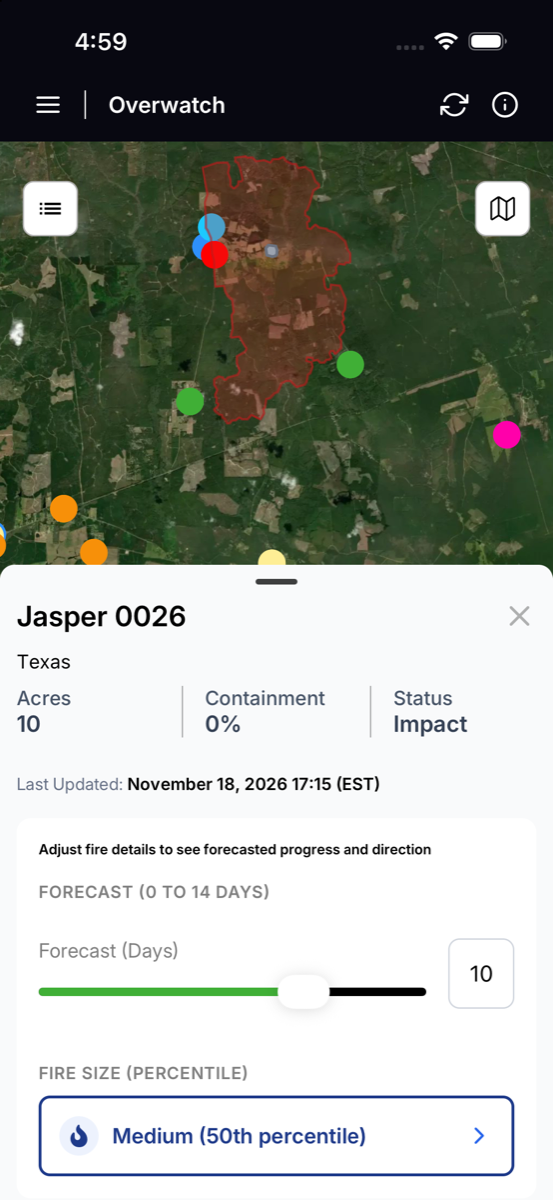 4:59
Overwatch
Jasper 0026
Texas
Acres
10
Containment
0%
Status
Impact
Last Updated: November 18, 2026 17:15 (EST)
Adjust fire details to see forecasted progress and direction
FORECAST (0 TO 14 DAYS)
Forecast (Days)
10
FIRE SIZE (PERCENTILE)
Medium (50th percentile)